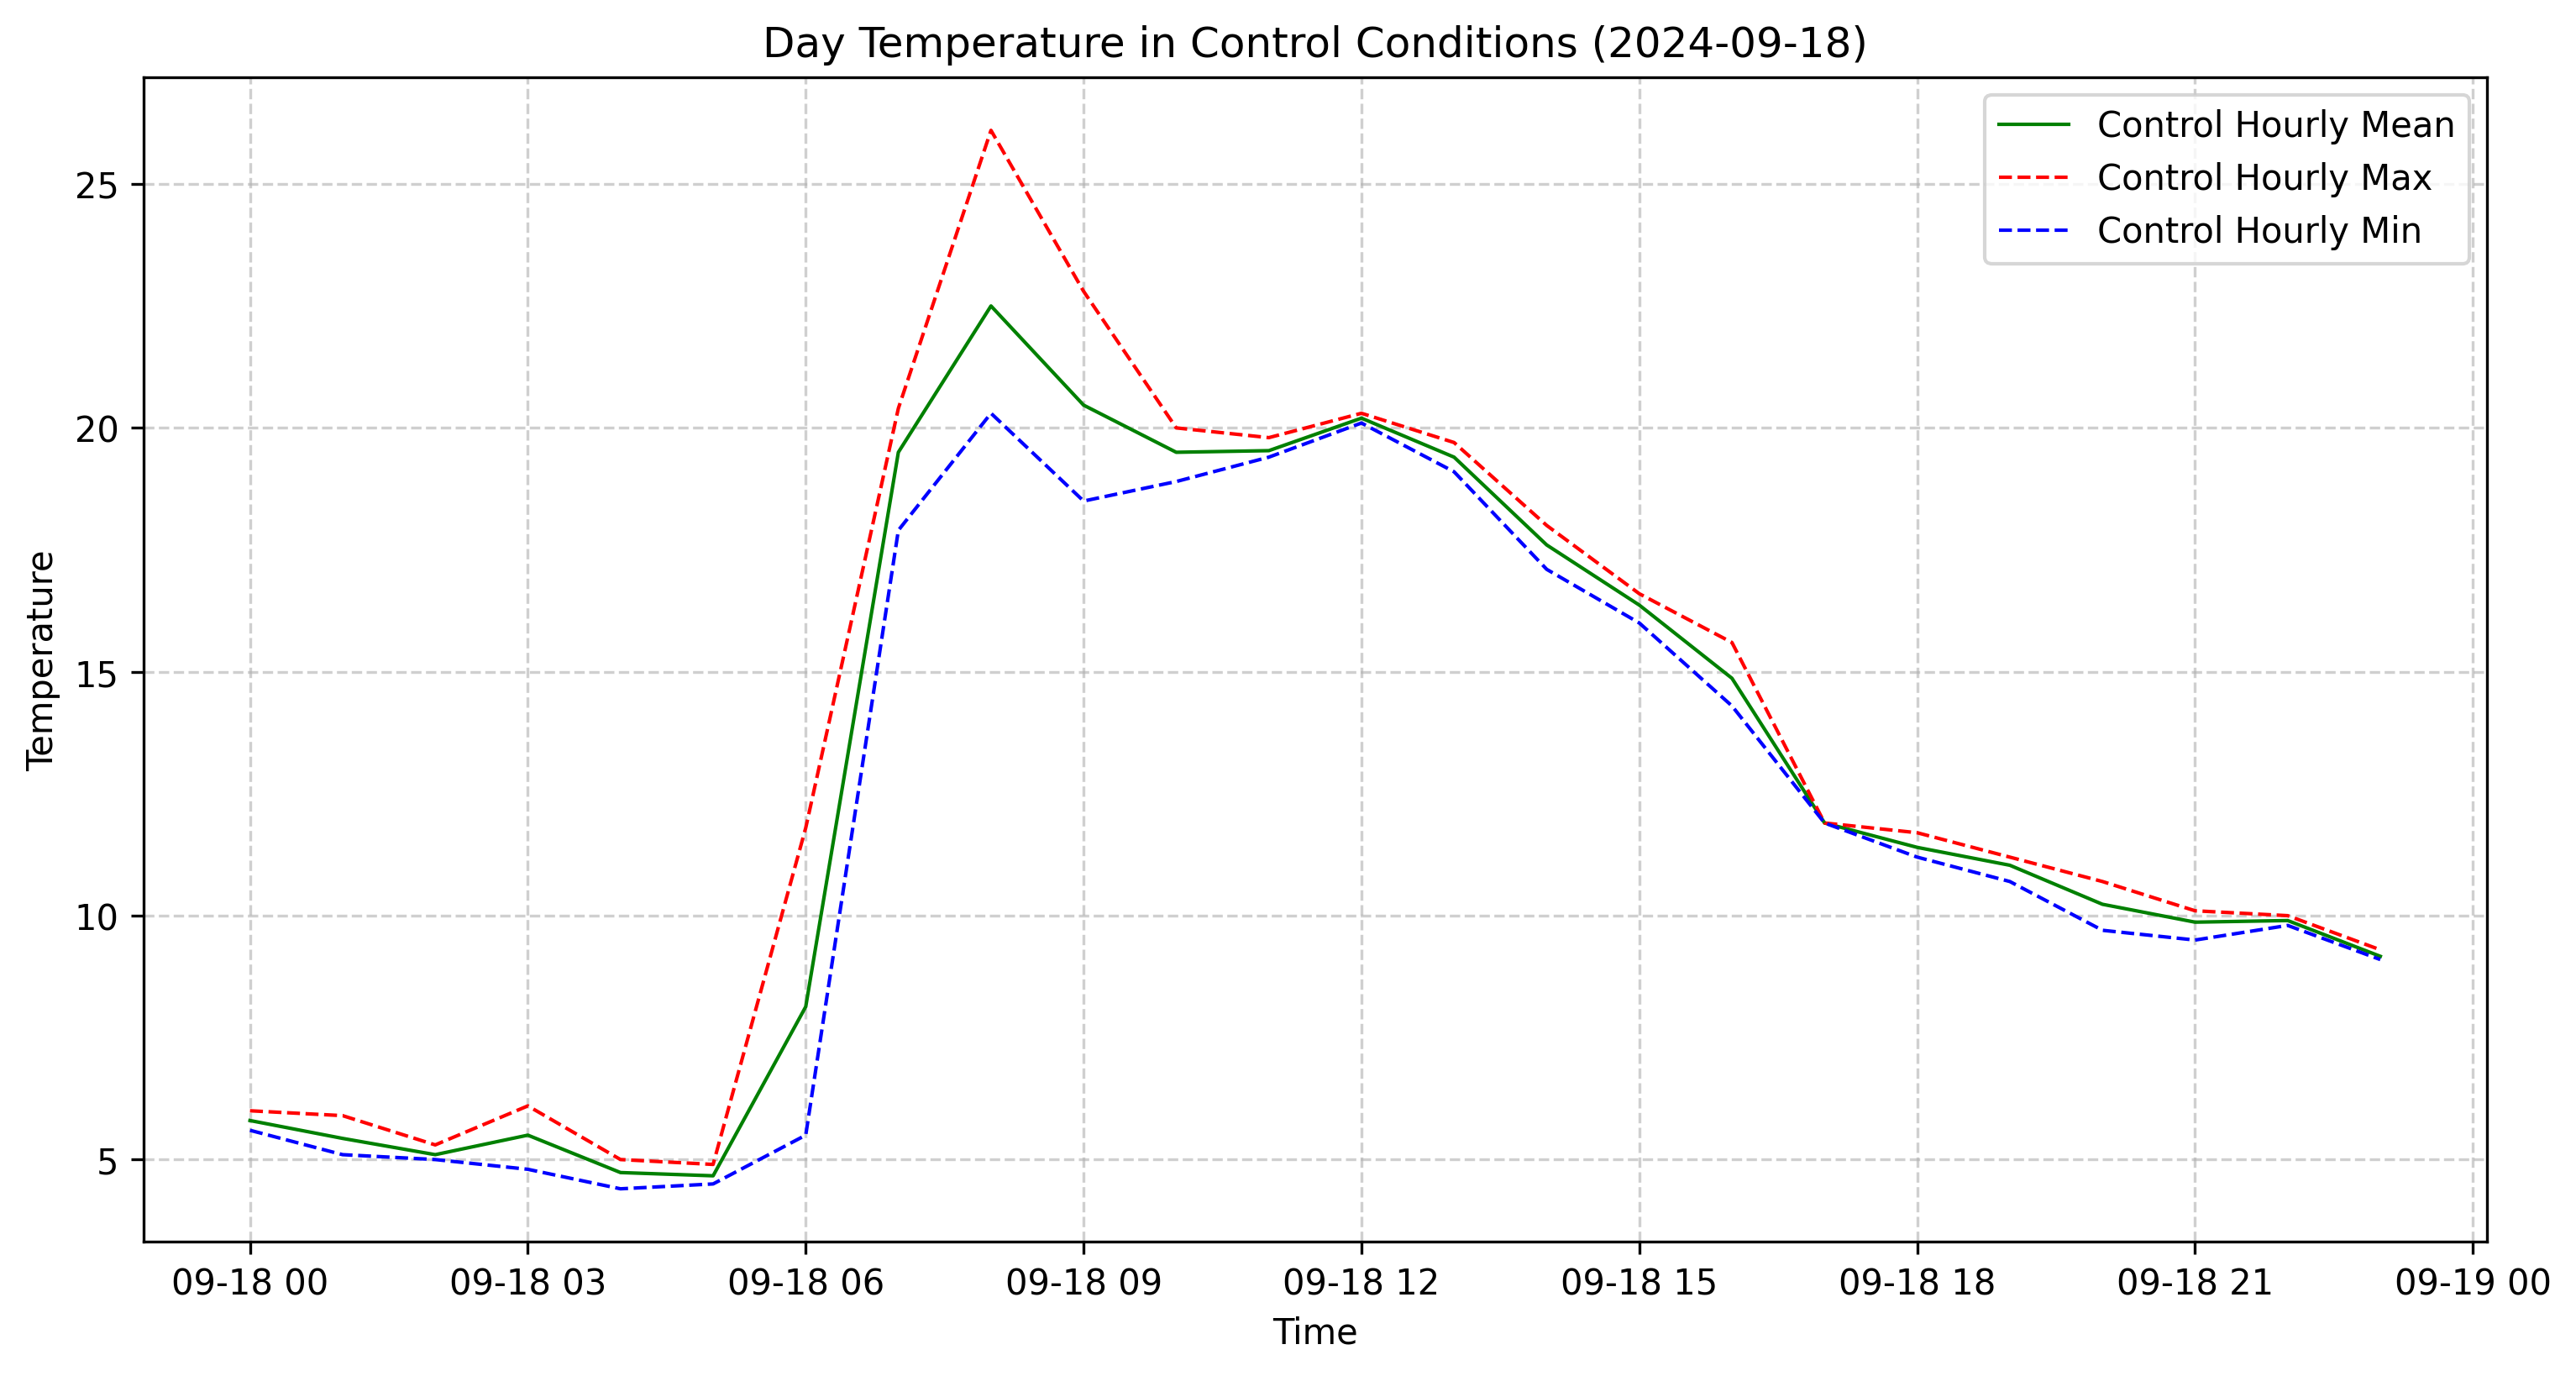 Day Temperature in Control Conditions (2024-09-18)
Control Hourly Mean
Control Hourly Max
Control Hourly Min
25
20
15
10
5
Temperature
09-18 00 09-18 03 09-18 06 09-18 09 09-18 12 09-18 15 09-18 18 09-18 21 09-19 00
Time